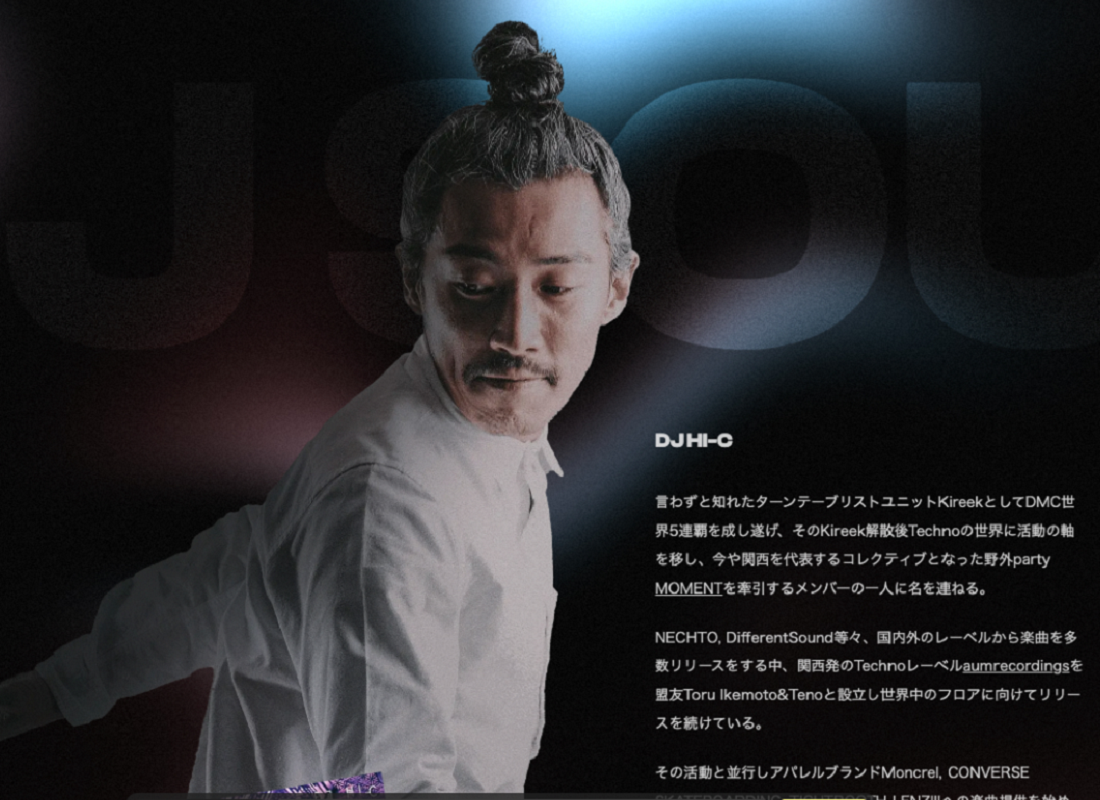 J SOU
DJ HI-C
言わずと知れたターンテーブリストユニットKireekとしてDMC世
界5連覇を成し遂げ、そのKireek解散後Technoの世界に活動の軸
を移し、今や関西を代表するコレクティブとなった野外party
MOMENTを牽引するメンバーの一人に名を連ねる。
NECHTO, DifferentSound等々、国内外のレーベルから楽曲を多
数リリースをする中、関西発のTechnoレーベルaumrecordingsを
盟友Toru Ikemoto&Tenoと設立し世界中のフロアに向けてリリー
スを続けている。
その活動と並行しアパレルブランドMoncrel, CONVERSE